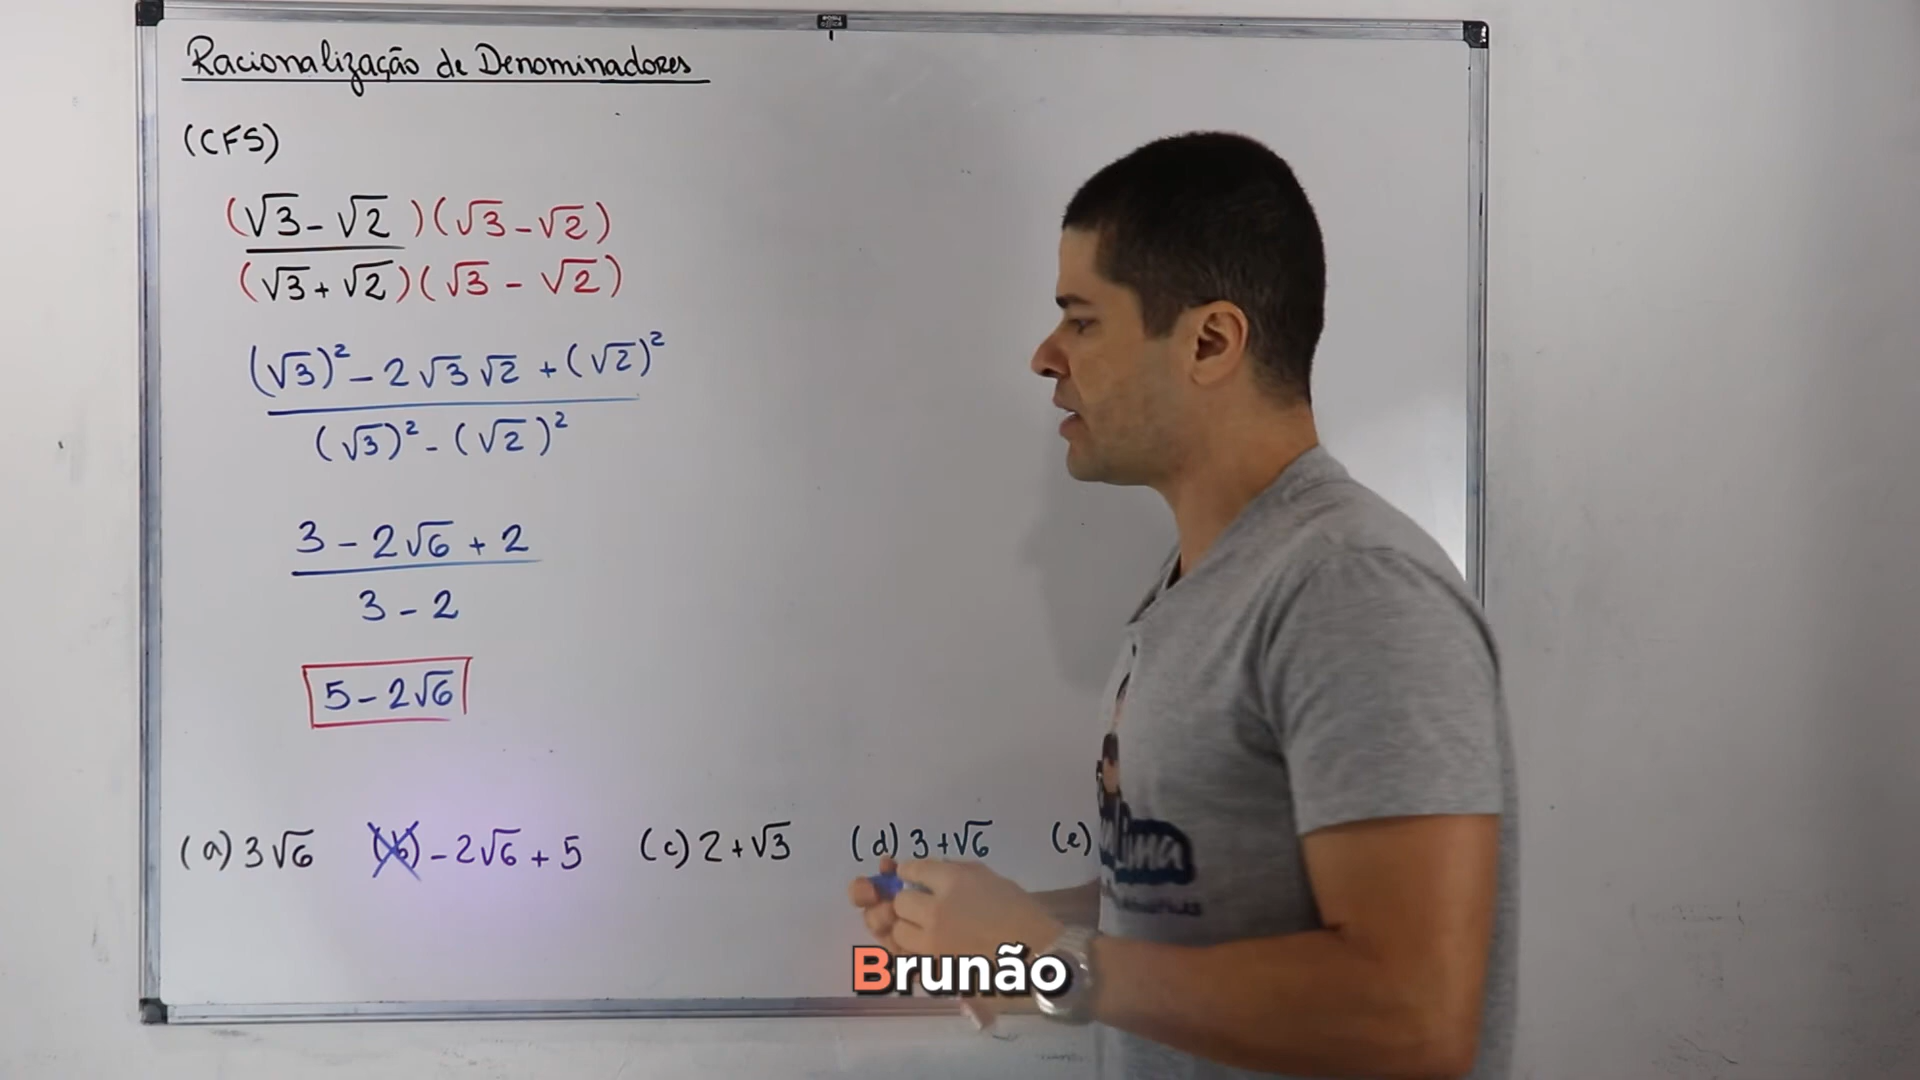 Racionalização de Denominadores
(CFS)
(√3 - √2)(√3 - √2)
(√3 + √2)(√3 - √2)
(√3)² - 2√3√2 + (√2)²
(√3)² - (√2)²
3 - 2√6 + 2
3 - 2
5 - 2√6
(a) 3√6 (b) -2√6 + 5 (c) 2 + √3 (d) 3 + √6 (e)
Brunão